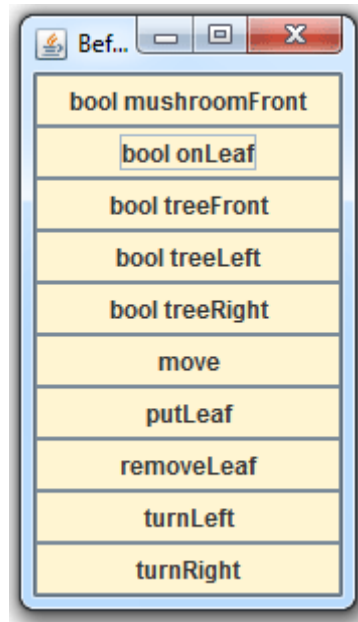 Bef...
bool mushroomFront
bool onLeaf
bool treeFront
bool treeLeft
bool treeRight
move
putLeaf
removeLeaf
turnLeft
turnRight